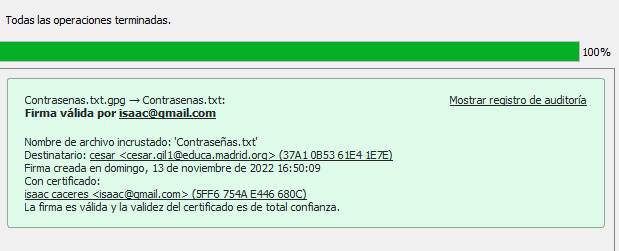 Todas las operaciones terminadas.
100%
Contrasenas.txt.gpg → Contrasenas.txt:
Mostrar registro de auditoría
Firma válida por isaac@gmail.com
Nombre de archivo incrustado: 'Contraseñas.txt'
Destinatario: cesar <cesar.gil1@educa.madrid.org> (37A1 0B53 61E4 1E7E)
Firma creada en domingo, 13 de noviembre de 2022 16:50:09
Con certificado:
isaac caceres <isaac@gmail.com> (5FF6 754A E446 680C)
La firma es válida y la validez del certificado es de total confianza.